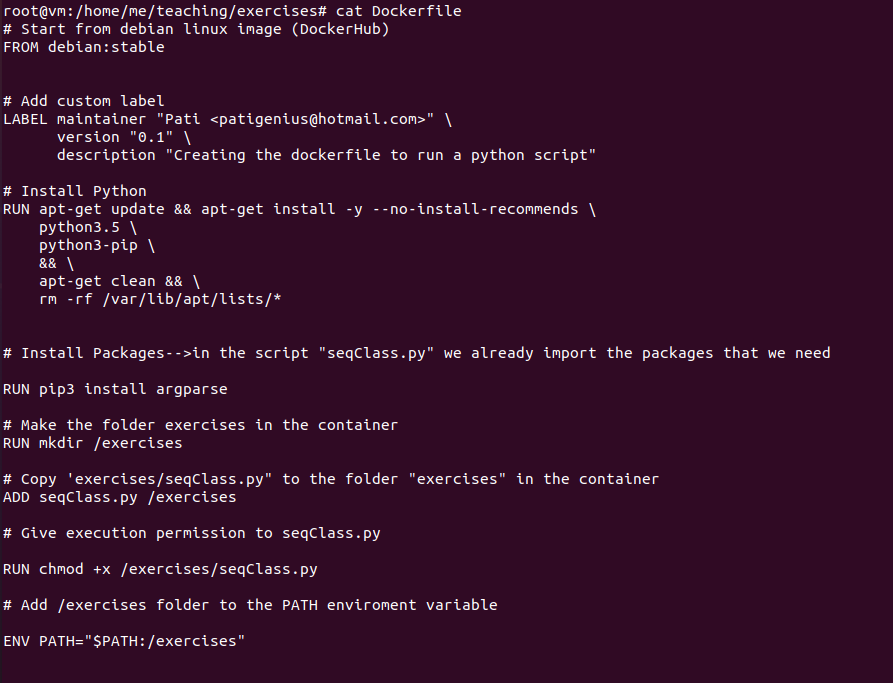 root@vm:/home/me/teaching/exercises# cat Dockerfile
# Start from debian linux image (DockerHub)
FROM debian:stable
# Add custom label
LABEL maintainer "Pati <patigenius@hotmail.com>" \
version "0.1" \
description "Creating the dockerfile to run a python script"
# Install Python
RUN apt-get update && apt-get install -y --no-install-recommends \
python3.5 \
python3-pip \
&& \
apt-get clean && \
rm -rf /var/lib/apt/lists/*
# Install Packages-->in the script "seqClass.py" we already import the packages that we need
RUN pip3 install argparse
# Make the folder exercises in the container
RUN mkdir /exercises
# Copy 'exercises/seqClass.py" to the folder "exercises" in the container
ADD seqClass.py /exercises
# Give execution permission to seqClass.py
RUN chmod +x /exercises/seqClass.py
# Add /exercises folder to the PATH enviroment variable
ENV PATH="$PATH:/exercises"